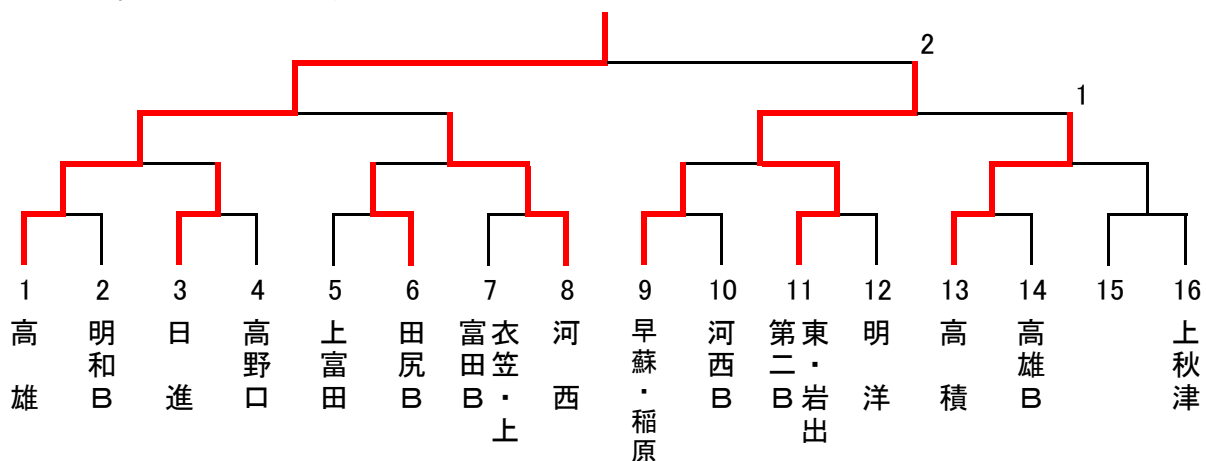 2
1
1 2 3 4 5 6 7 8 9 10 11 12 13 14 15 16
高雄
明和B
日進
高野口
上富田
田尻B
衣笠・上
富田B
河西
早蘇・稲原
河西B
東・岩出
第二B
明洋
高積
高雄B
上秋津